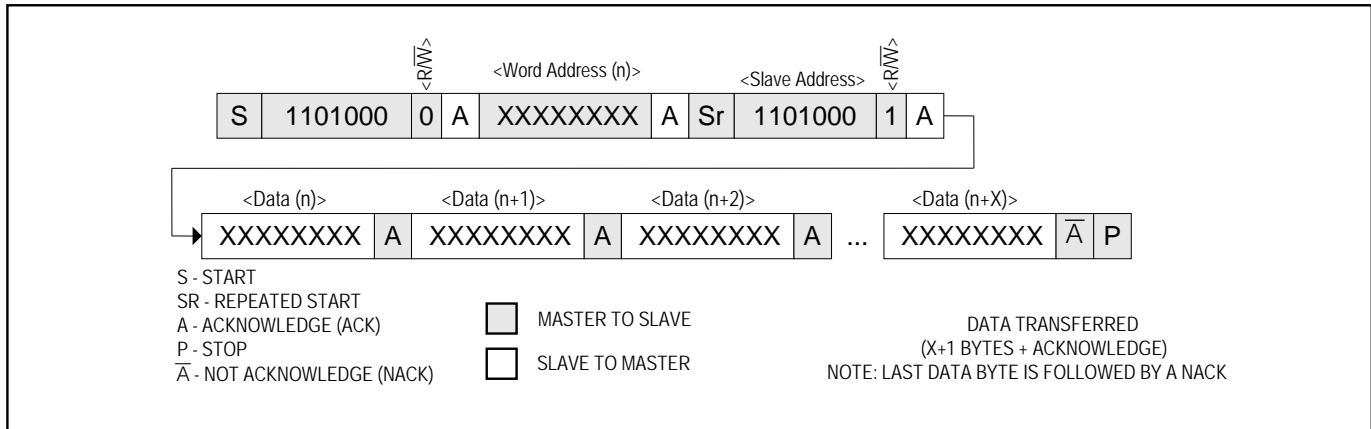 <R/W̅> <Word Address (n)> <Slave Address> <R/W̅>
S 1101000 0 A XXXXXXXX A Sr 1101000 1 A
<Data (n)> <Data (n+1)> <Data (n+2)> <Data (n+X)>
XXXXXXXX A XXXXXXXX A XXXXXXXX A ... XXXXXXXX A̅ P
S - START
SR - REPEATED START
A - ACKNOWLEDGE (ACK)
P - STOP
A̅ - NOT ACKNOWLEDGE (NACK)
MASTER TO SLAVE
SLAVE TO MASTER
DATA TRANSFERRED
(X+1 BYTES + ACKNOWLEDGE)
NOTE: LAST DATA BYTE IS FOLLOWED BY A NACK